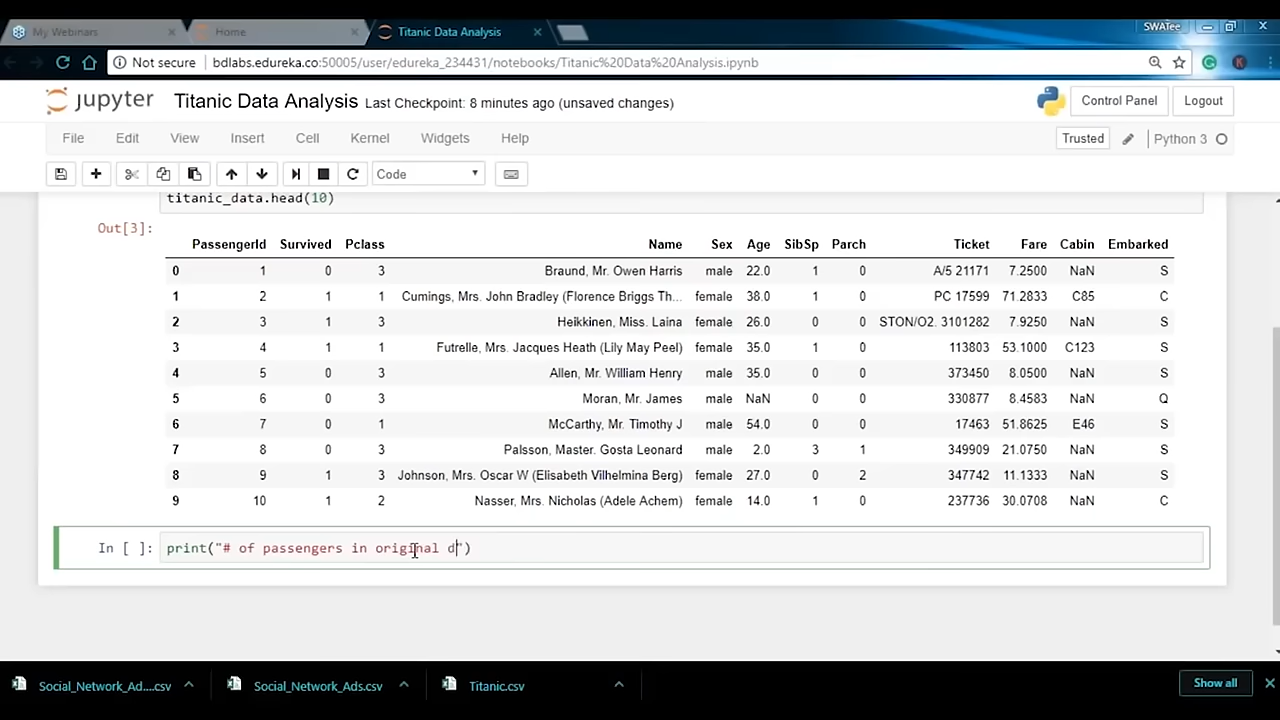 SWATee
My Webinars Home Titanic Data Analysis
Not secure bdlabs.edureka.co:50005/user/edureka_234431/notebooks/Titanic%20Data%20Analysis.ipynb
jupyter Titanic Data Analysis Last Checkpoint: 8 minutes ago (unsaved changes) Control Panel Logout
File Edit View Insert Cell Kernel Widgets Help Trusted Python 3
Code
titanic_data.head(10)
Out[3]:
PassengerId Survived Pclass Name Sex Age SibSp Parch Ticket Fare Cabin Embarked
0 1 0 3 Braund, Mr. Owen Harris male 22.0 1 0 A/5 21171 7.2500 NaN S
1 2 1 1 Cumings, Mrs. John Bradley (Florence Briggs Th... female 38.0 1 0 PC 17599 71.2833 C85 C
2 3 1 3 Heikkinen, Miss. Laina female 26.0 0 0 STON/O2. 3101282 7.9250 NaN S
3 4 1 1 Futrelle, Mrs. Jacques Heath (Lily May Peel) female 35.0 1 0 113803 53.1000 C123 S
4 5 0 3 Allen, Mr. William Henry male 35.0 0 0 373450 8.0500 NaN S
5 6 0 3 Moran, Mr. James male NaN 0 0 330877 8.4583 NaN Q
6 7 0 1 McCarthy, Mr. Timothy J male 54.0 0 0 17463 51.8625 E46 S
7 8 0 3 Palsson, Master. Gosta Leonard male 2.0 3 1 349909 21.0750 NaN S
8 9 1 3 Johnson, Mrs. Oscar W (Elisabeth Vilhelmina Berg) female 27.0 0 2 347742 11.1333 NaN S
9 10 1 2 Nasser, Mrs. Nicholas (Adele Achem) female 14.0 1 0 237736 30.0708 NaN C
In [ ]: print("# of passengers in original d")
Social_Network_Ad....csv Social_Network_Ads.csv Titanic.csv Show all